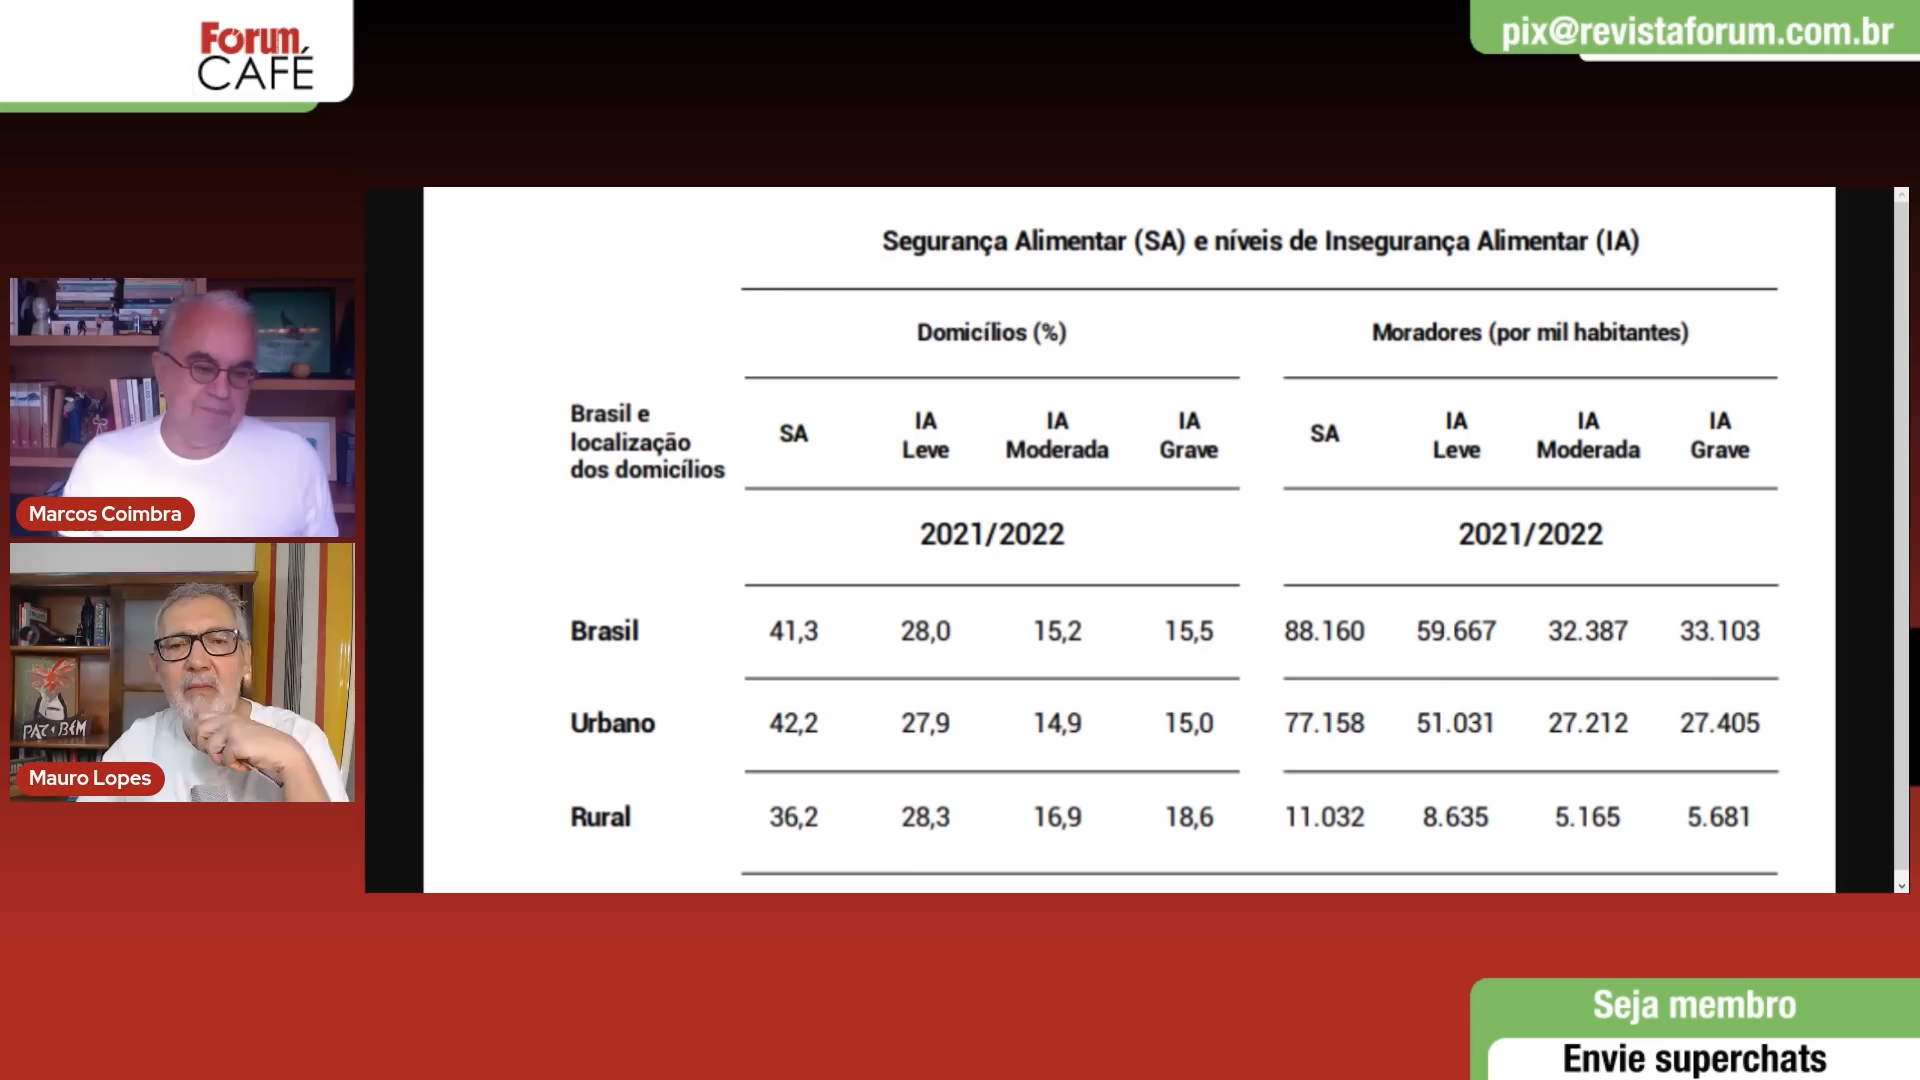 Forum
CAFÉ
pix@revistaforum.com.br
Segurança Alimentar (SA) e níveis de Insegurança Alimentar (IA)
Domicílios (%) Moradores (por mil habitantes)
Brasil e
localização
dos domicílios
SA IA Leve IA Moderada IA Grave SA IA Leve IA Moderada IA Grave
2021/2022 2021/2022
Brasil 41,3 28,0 15,2 15,5 88.160 59.667 32.387 33.103
Urbano 42,2 27,9 14,9 15,0 77.158 51.031 27.212 27.405
Rural 36,2 28,3 16,9 18,6 11.032 8.635 5.165 5.681
Marcos Coimbra
PAZ E BEM
Mauro Lopes
Seja membro
Envie superchats